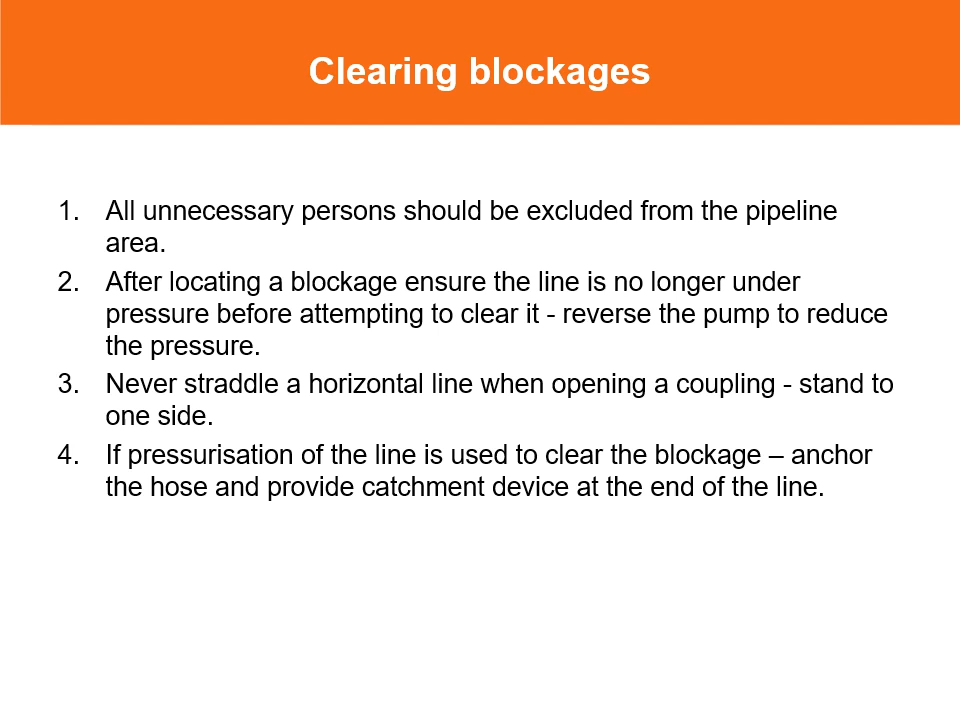 Clearing blockages
1. All unnecessary persons should be excluded from the pipeline
area.
2. After locating a blockage ensure the line is no longer under
pressure before attempting to clear it - reverse the pump to reduce
the pressure.
3. Never straddle a horizontal line when opening a coupling - stand to
one side.
4. If pressurisation of the line is used to clear the blockage – anchor
the hose and provide catchment device at the end of the line.